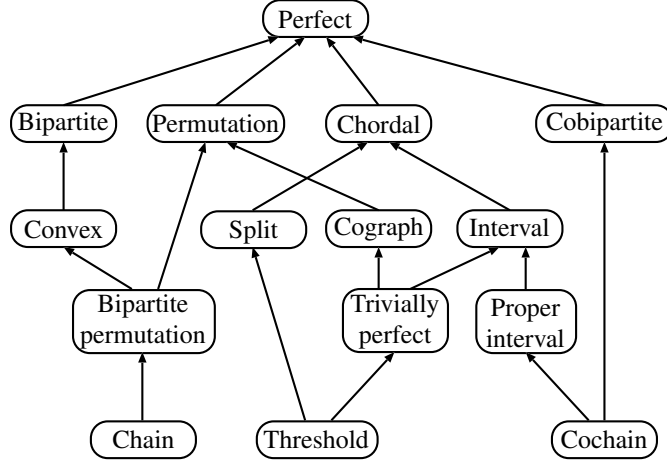 Perfect
Bipartite
Permutation
Chordal
Cobipartite
Convex
Split
Cograph
Interval
Bipartite
permutation
Trivially
perfect
Proper
interval
Chain
Threshold
Cochain